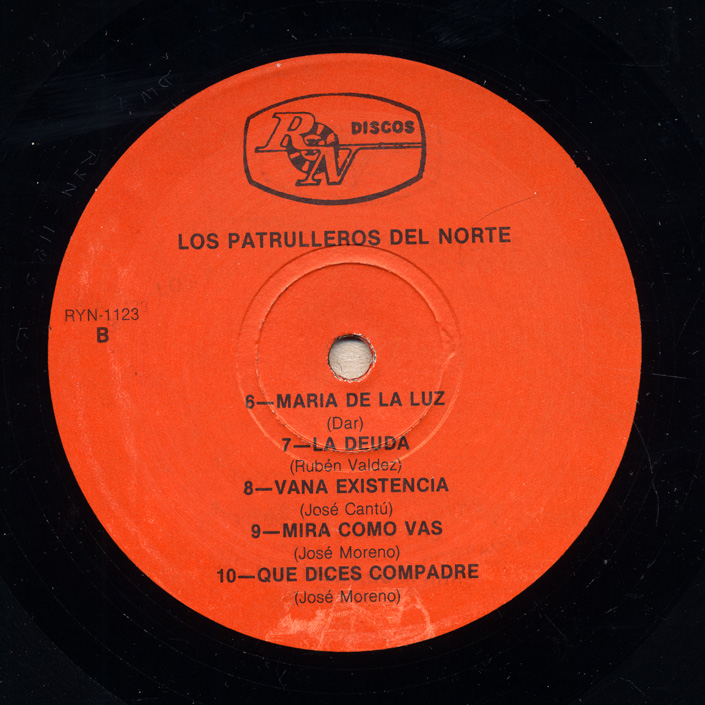 RyN DISCOS
LOS PATRULLEROS DEL NORTE
RYN-1123
B
6—MARIA DE LA LUZ
(Dar)
7—LA DEUDA
(Rubén Valdez)
8—VANA EXISTENCIA
(José Cantú)
9—MIRA COMO VAS
(José Moreno)
10—QUE DICES COMPADRE
(José Moreno)